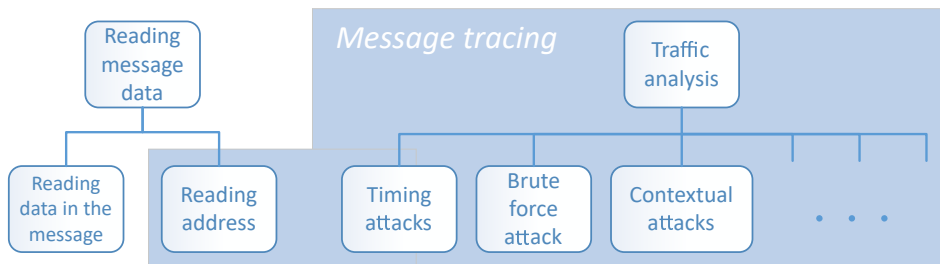 Reading
message
data
Message tracing
Traffic
analysis
Reading
data in the
message
Reading
address
Timing
attacks
Brute
force
attack
Contextual
attacks
. . .